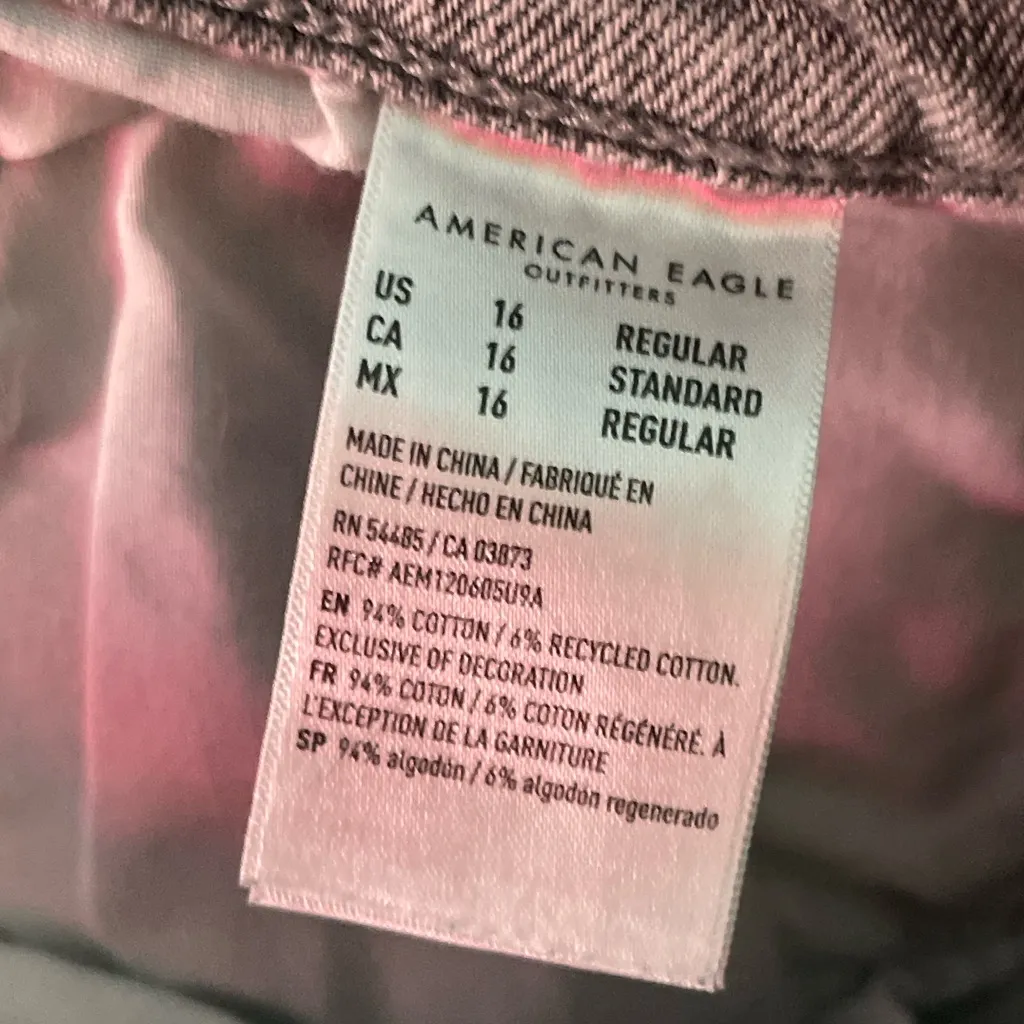 AMERICAN EAGLE
OUTFITTERS
US 16 REGULAR
CA 16 STANDARD
MX 16 REGULAR
MADE IN CHINA / FABRIQUÉ EN
CHINE / HECHO EN CHINA
RN 54485 / CA 03873
RFC# AEM120605U9A
EN 94% COTTON / 6% RECYCLED COTTON.
EXCLUSIVE OF DECORATION
FR 94% COTON / 6% COTON RÉGÉNÉRÉ. À
L'EXCEPTION DE LA GARNITURE
SP 94% algodón / 6% algodón regenerado